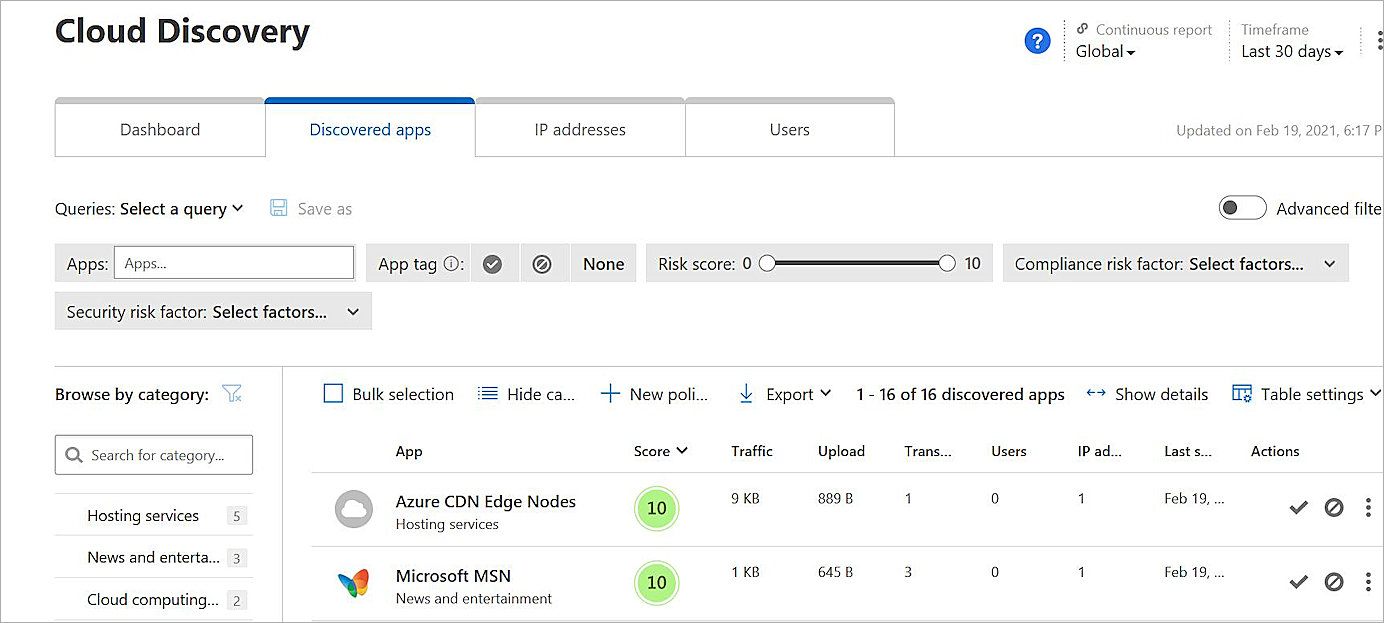 Cloud Discovery
? Continuous report Timeframe
Global Last 30 days
Dashboard Discovered apps IP addresses Users
Updated on Feb 19, 2021, 6:17 P
Queries: Select a query Save as Advanced filte
Apps: Apps... App tag i : None Risk score: 0 10 Compliance risk factor: Select factors...
Security risk factor: Select factors...
Browse by category: Bulk selection Hide ca... New poli... Export 1 - 16 of 16 discovered apps Show details Table settings
Search for category...
App Score Traffic Upload Trans... Users IP ad... Last s... Actions
Hosting services 5
News and enterta... 3
Cloud computing... 2
Azure CDN Edge Nodes 10 9 KB 889 B 1 0 1 Feb 19, ...
Hosting services
Microsoft MSN 10 1 KB 645 B 3 0 1 Feb 19, ...
News and entertainment